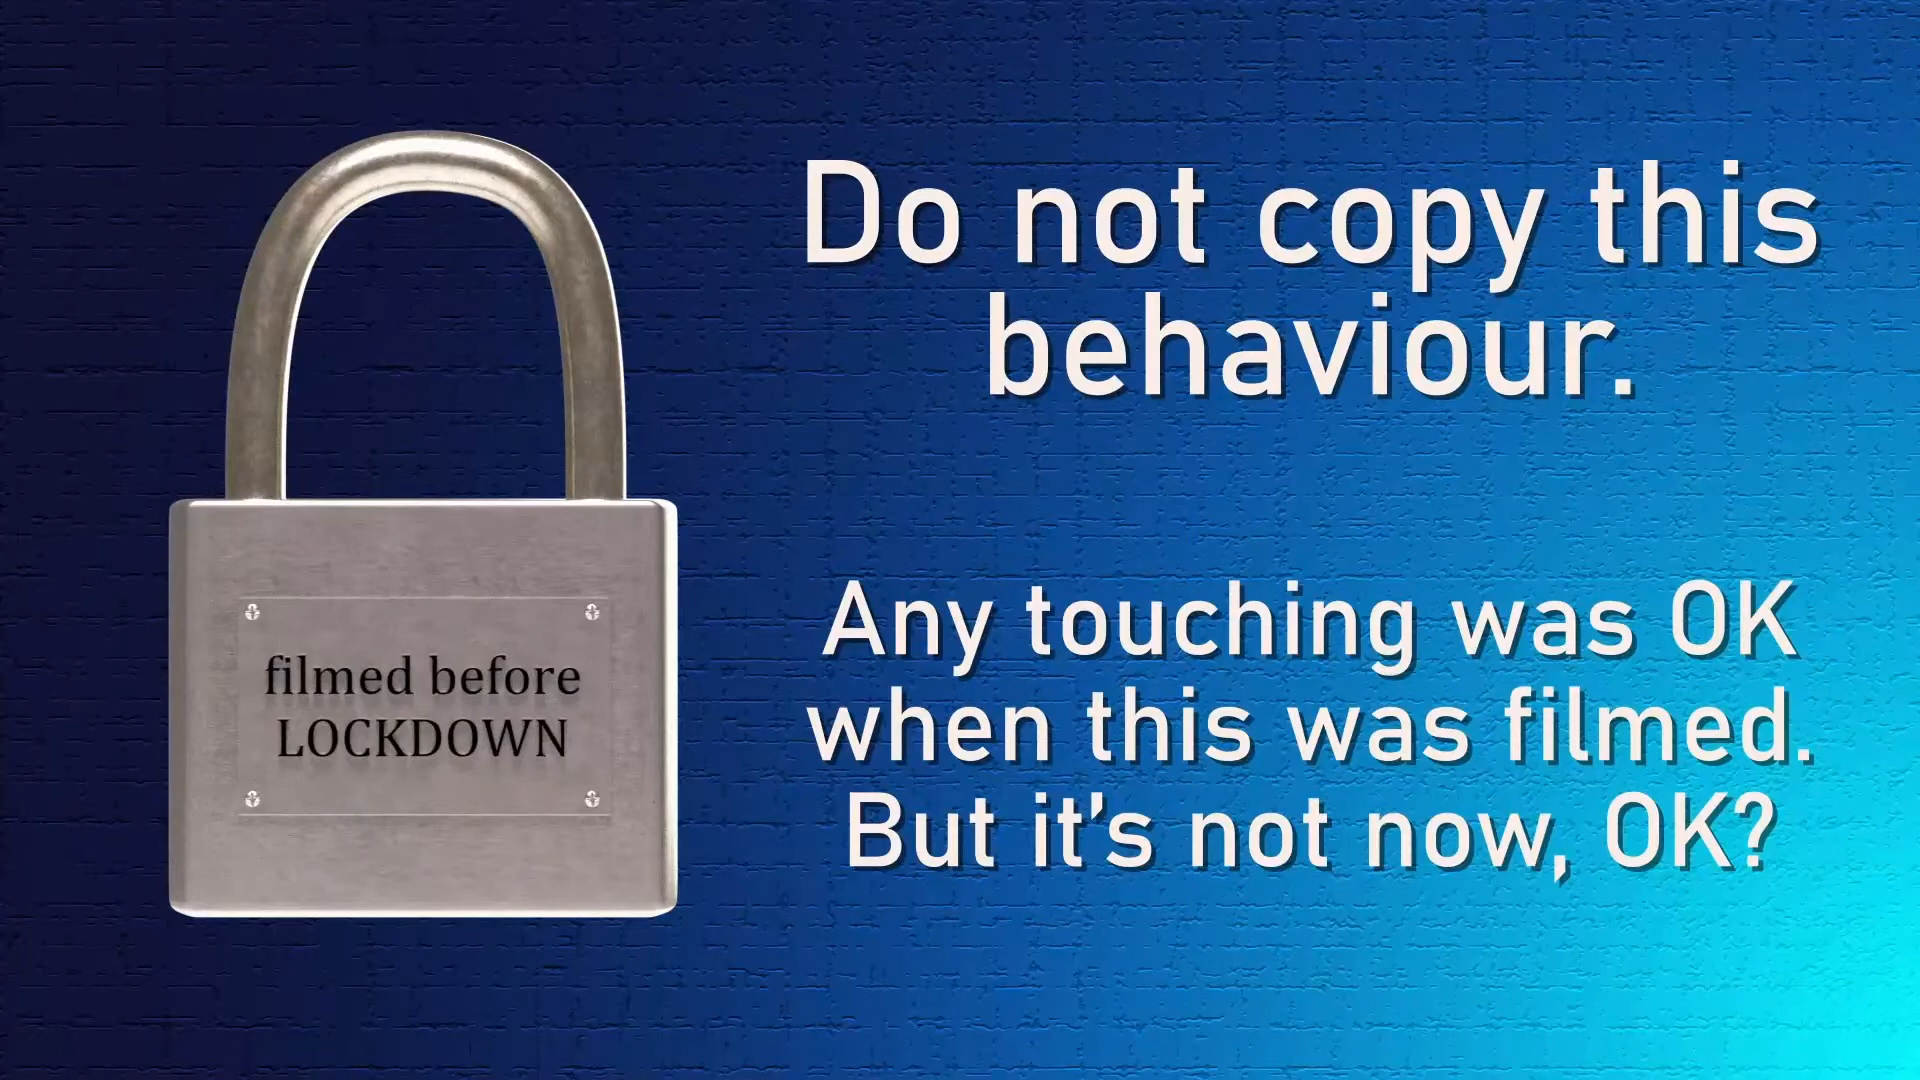 Do not copy this
behaviour.
filmed before
LOCKDOWN
Any touching was OK
when this was filmed.
But it’s not now, OK?